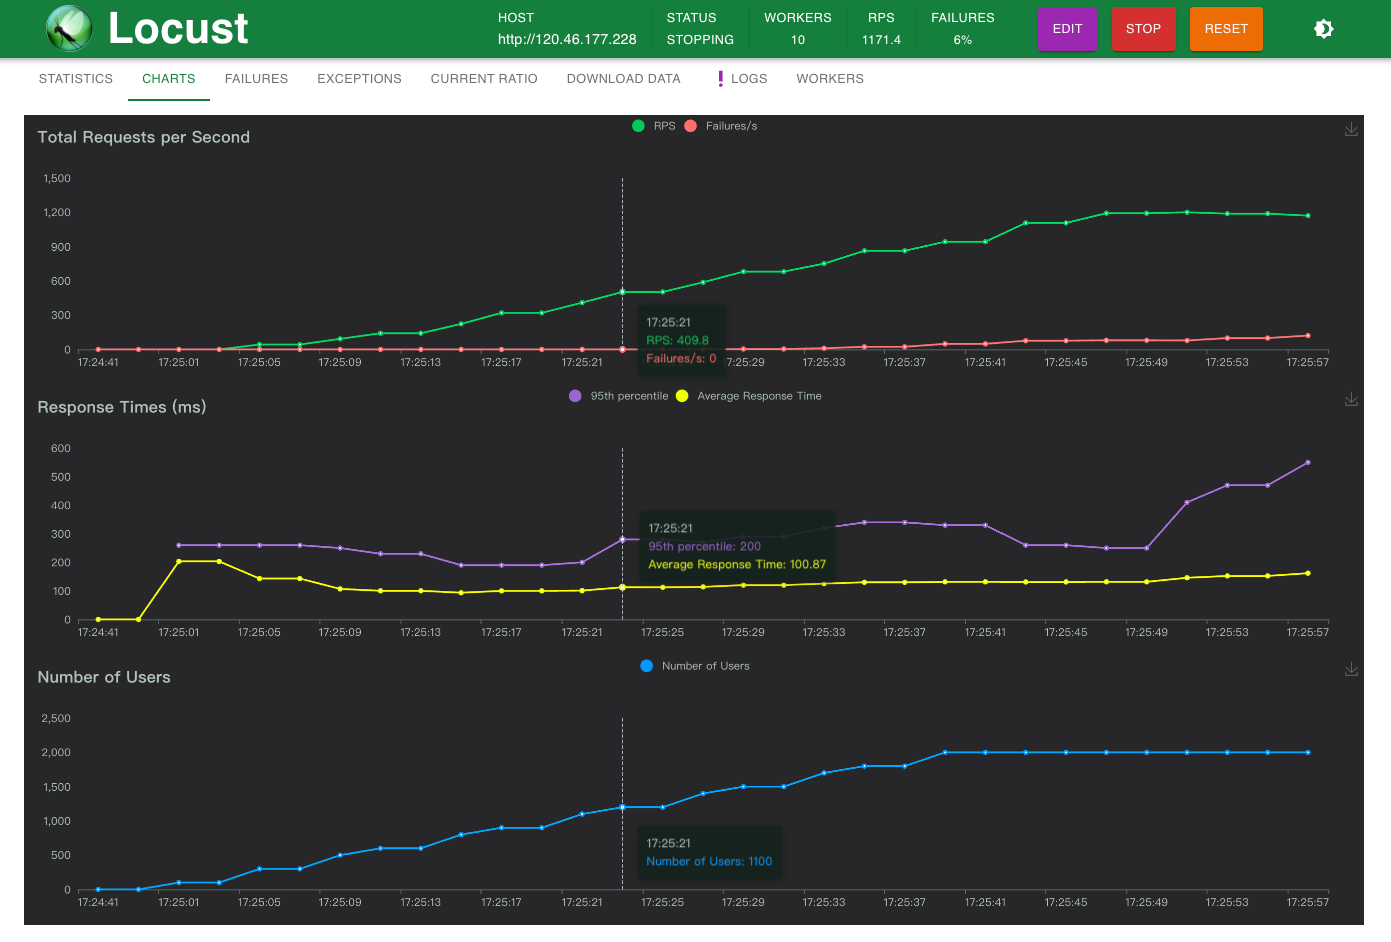 Locust
HOST
http://120.46.177.228
STATUS
STOPPING
WORKERS
10
RPS
1171.4
FAILURES
6%
EDIT
STOP
RESET
STATISTICS
CHARTS
FAILURES
EXCEPTIONS
CURRENT RATIO
DOWNLOAD DATA
LOGS
WORKERS
Total Requests per Second
RPS
Failures/s
1,500
1,200
900
600
300
0
17:25:21
RPS: 409.8
Failures/s: 0
17:24:41 17:25:01 17:25:05 17:25:09 17:25:13 17:25:17 17:25:21 7:25:29 17:25:33 17:25:37 17:25:41 17:25:45 17:25:49 17:25:53 17:25:57
Response Times (ms)
95th percentile
Average Response Time
600
500
400
300
200
100
0
17:25:21
95th percentile: 200
Average Response Time: 100.87
17:24:41 17:25:01 17:25:05 17:25:09 17:25:13 17:25:17 17:25:21 17:25:25 17:25:29 17:25:33 17:25:37 17:25:41 17:25:45 17:25:49 17:25:53 17:25:57
Number of Users
Number of Users
2,500
2,000
1,500
1,000
500
0
17:25:21
Number of Users: 1100
17:24:41 17:25:01 17:25:05 17:25:09 17:25:13 17:25:17 17:25:21 17:25:25 17:25:29 17:25:33 17:25:37 17:25:41 17:25:45 17:25:49 17:25:53 17:25:57